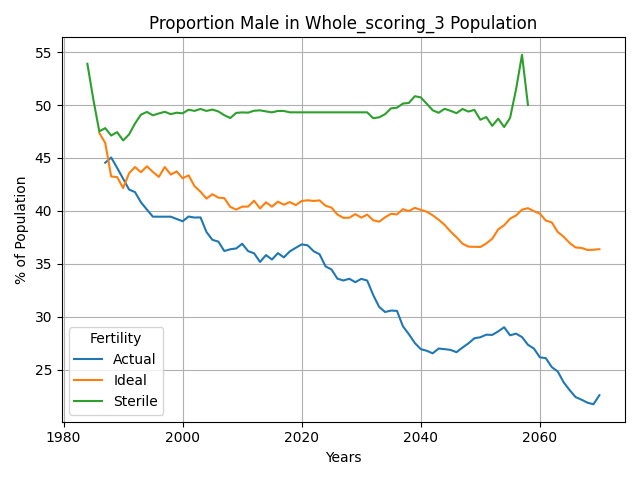 Proportion Male in Whole_scoring_3 Population
% of Population
55
50
45
40
35
30
25
Fertility
Actual
Ideal
Sterile
1980
2000
2020
2040
2060
Years